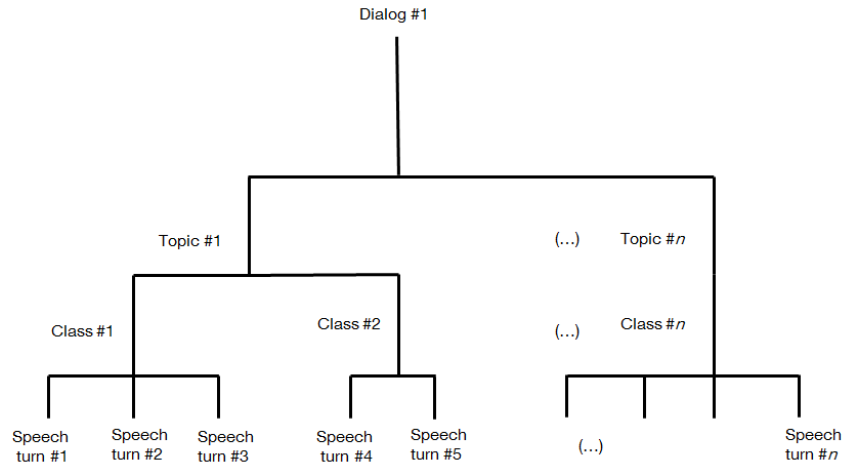 Dialog #1
Topic #1
(...)
Topic #n
Class #1
Class #2
(...)
Class #n
Speech
turn #1
Speech
turn #2
Speech
turn #3
Speech
turn #4
Speech
turn #5
(...)
Speech
turn #n